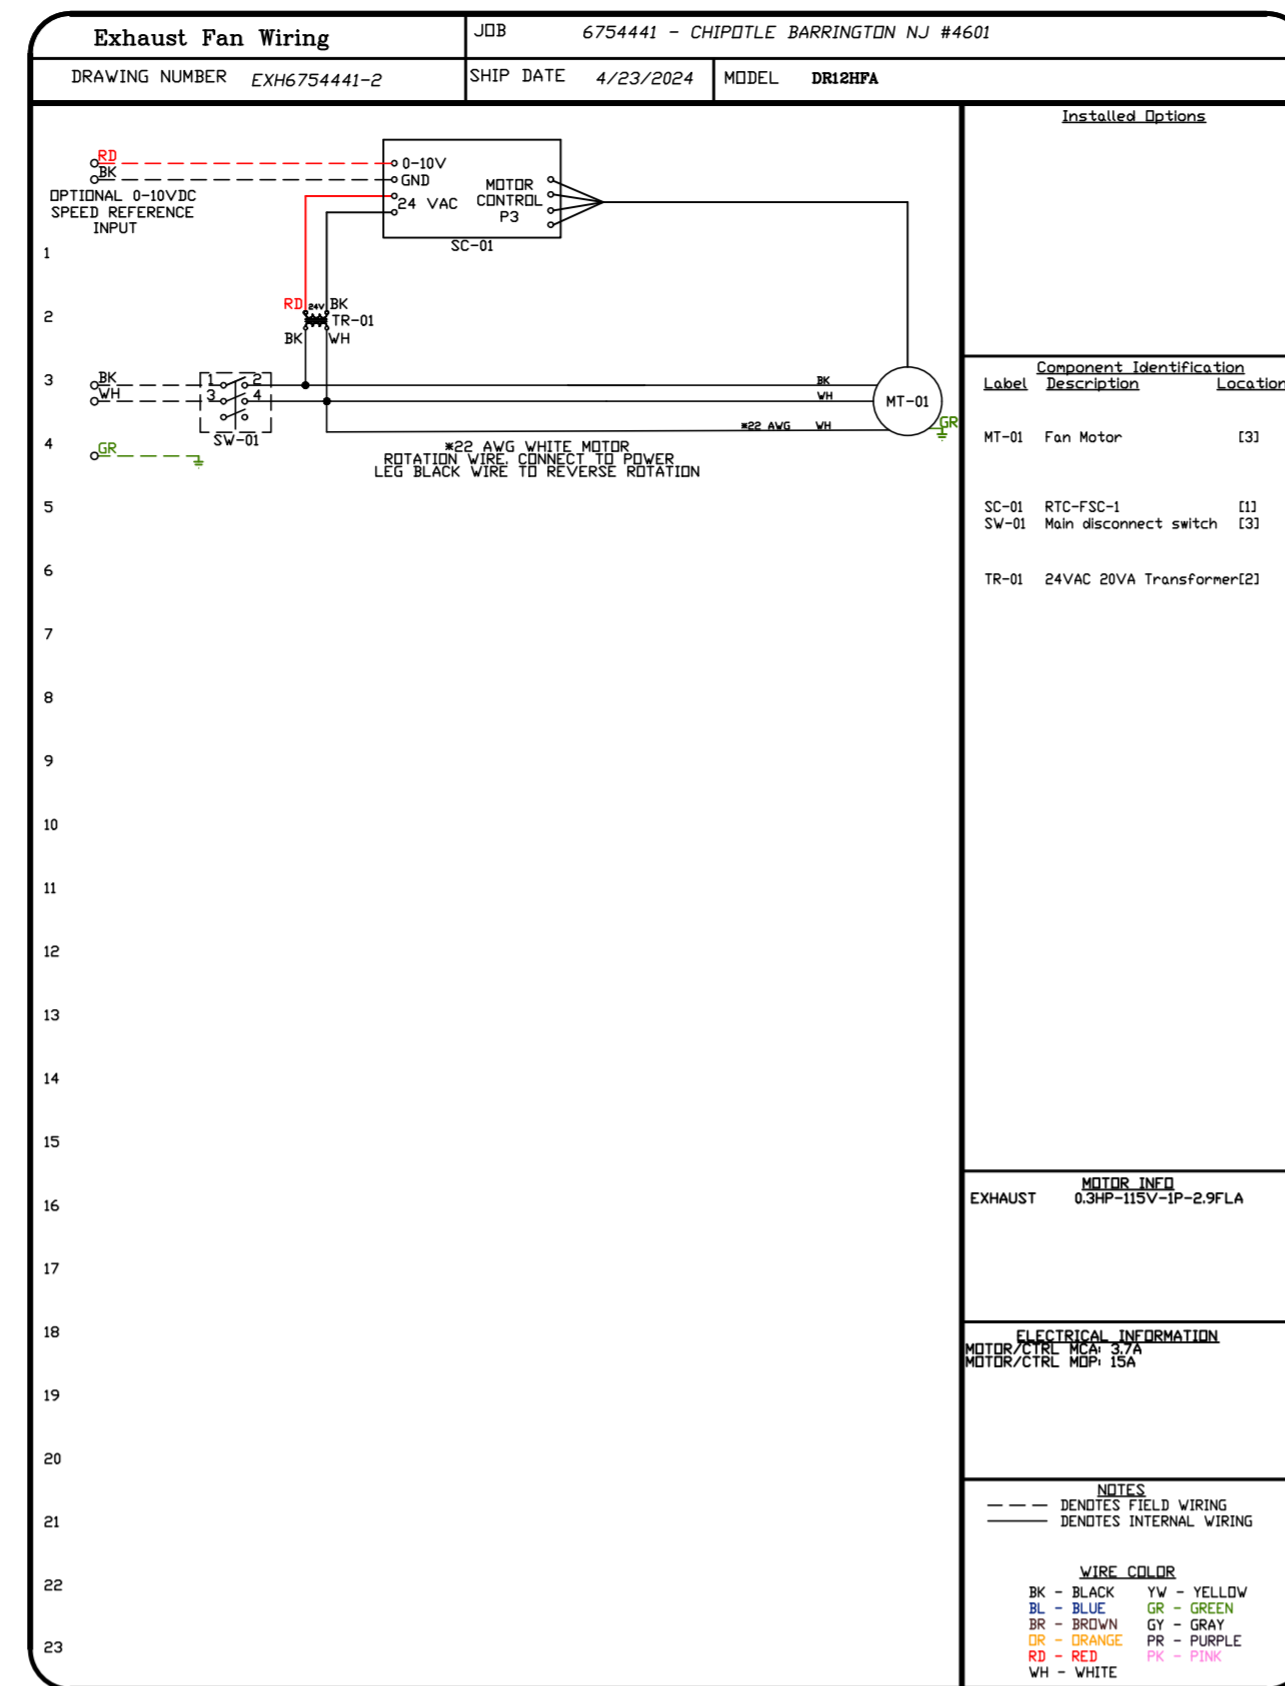 Exhaust Fan Wiring
JOB 6754441 - CHIPOTLE BARRINGTON NJ #4601
DRAWING NUMBER EXH6754441-2
SHIP DATE 4/23/2024
MODEL DR12HFA
RD
BK
OPTIONAL 0-10VDC
SPEED REFERENCE
INPUT
0-10V
GND
24 VAC
MOTOR
CONTROL
P3
SC-01
RD 24V BK
TR-01
BK WH
BK
WH
1 2
3 4
SW-01
GR
BK
WH
*22 AWG WH
MT-01
GR
*22 AWG WHITE MOTOR
ROTATION WIRE. CONNECT TO POWER
LEG BLACK WIRE TO REVERSE ROTATION
1
2
3
4
5
6
7
8
9
10
11
12
13
14
15
16
17
18
19
20
21
22
23
Installed Options
Component Identification
Label Description Location
MT-01 Fan Motor [3]
SC-01 RTC-FSC-1 [1]
SW-01 Main disconnect switch [3]
TR-01 24VAC 20VA Transformer[2]
MOTOR INFO
EXHAUST 0.3HP-115V-1P-2.9FLA
ELECTRICAL INFORMATION
MOTOR/CTRL MCA: 3.7A
MOTOR/CTRL MOP: 15A
NOTES
DENOTES FIELD WIRING
DENOTES INTERNAL WIRING
WIRE COLOR
BK - BLACK YW - YELLOW
BL - BLUE GR - GREEN
BR - BROWN GY - GRAY
OR - ORANGE PR - PURPLE
RD - RED PK - PINK
WH - WHITE